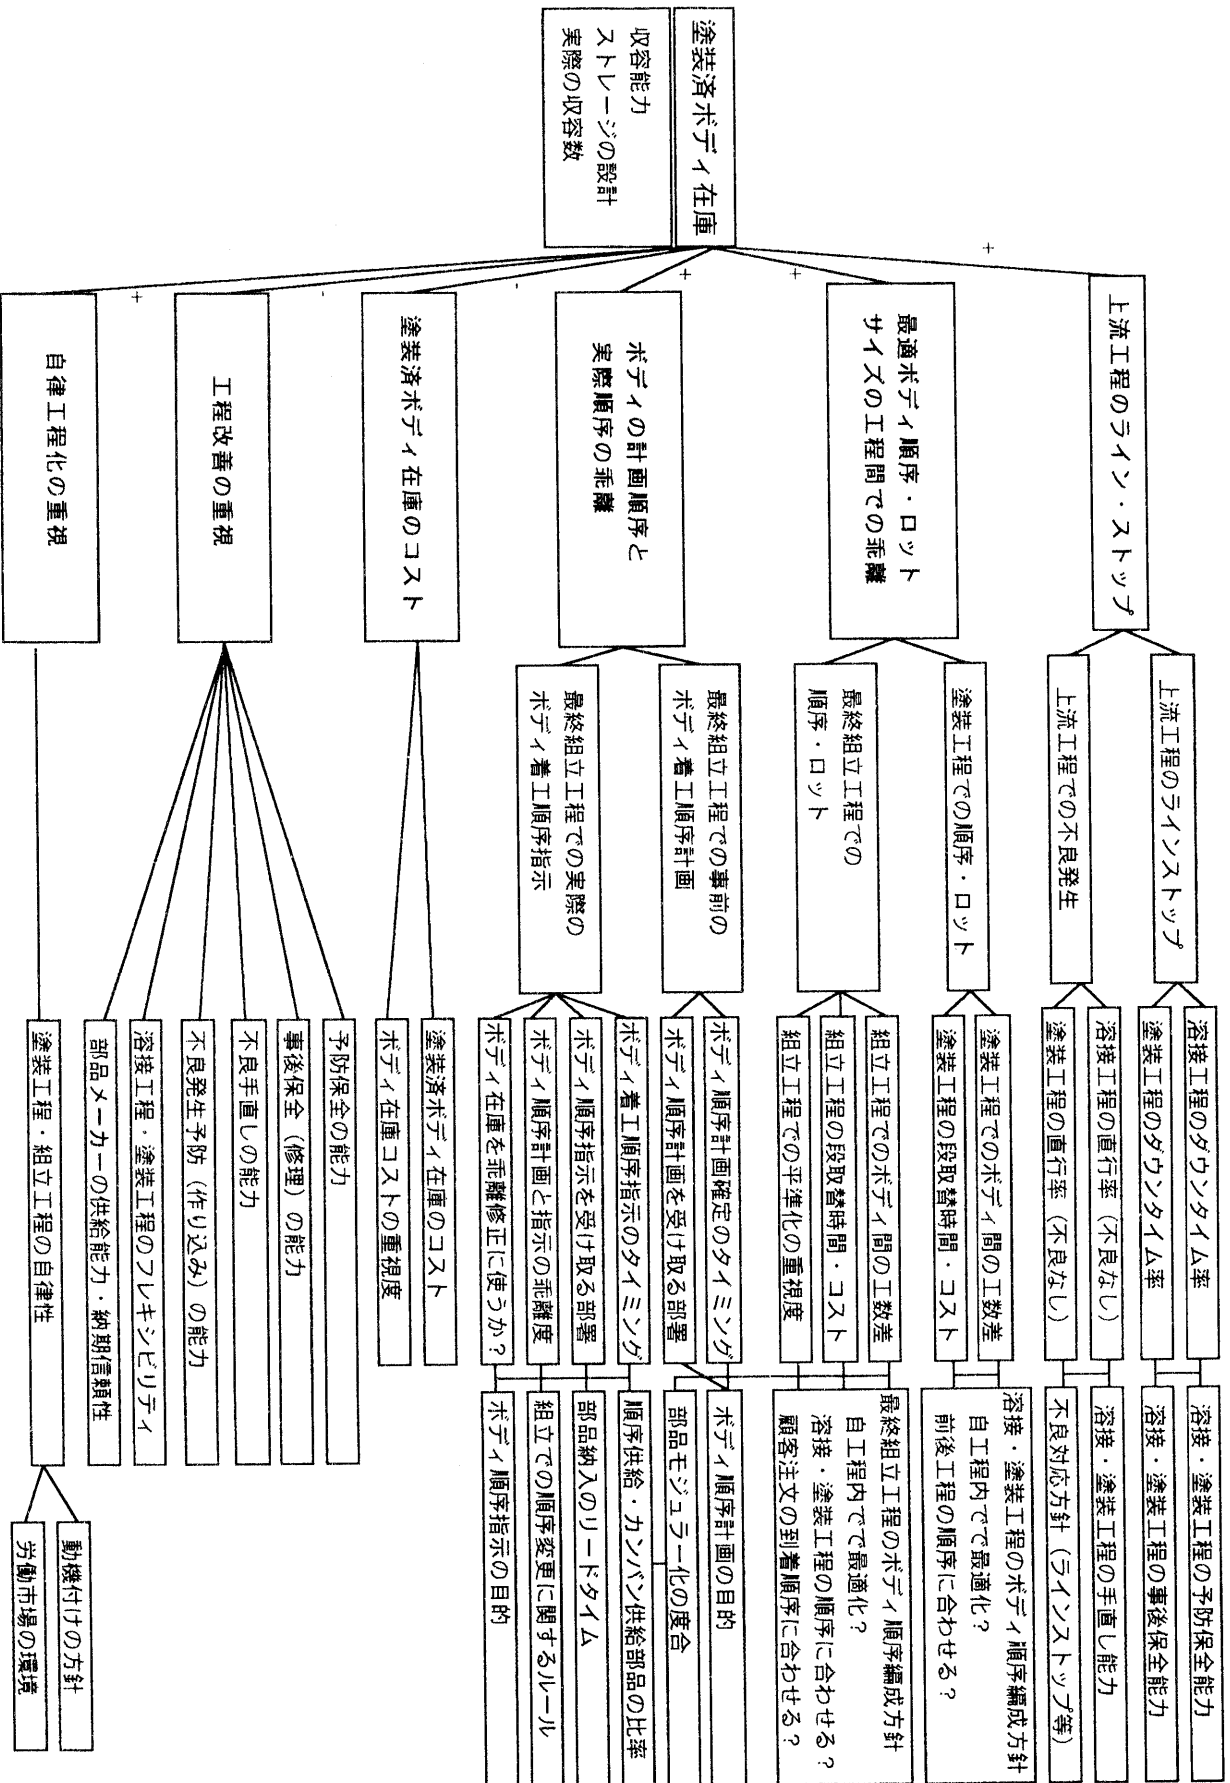 塗装済ボディ在庫
収容能力
ストレージの設計
実際の収容数
+
+
+
-
-
+
上流工程のライン・ストップ
最適ボディ順序・ロット
サイズの工程間での乖離
ボディの計画順序と
実際順序の乖離
塗装済ボディ在庫のコスト
工程改善の重視
自律工程化の重視
上流工程のラインストップ
上流工程での不良発生
塗装工程での順序・ロット
最終組立工程での
順序・ロット
最終組立工程での事前の
ボディ着工順序計画
最終組立工程での実際の
ボディ着工順序指示
溶接工程のダウンタイム率
塗装工程のダウンタイム率
溶接工程の直行率（不良なし）
塗装工程の直行率（不良なし）
塗装工程でのボディ間の工数差
塗装工程の段取替時間・コスト
組立工程でのボディ間の工数差
組立工程の段取替時間・コスト
組立工程での平準化の重視度
ボディ順序計画確定のタイミング
ボディ順序計画を受け取る部署
ボディ着工順序指示のタイミング
ボディ順序指示を受け取る部署
ボディ順序計画と指示の乖離度
ボディ在庫を乖離修正に使うか？
塗装済ボディ在庫のコスト
ボディ在庫コストの重視度
予防保全の能力
事後保全（修理）の能力
不良手直しの能力
不良発生予防（作り込み）の能力
溶接工程・塗装工程のフレキシビリティ
部品メーカーの供給能力・納期信頼性
塗装工程・組立工程の自律性
溶接・塗装工程の予防保全能力
溶接・塗装工程の事後保全能力
溶接・塗装工程の手直し能力
不良対応方針（ラインストップ等）
溶接・塗装工程のボディ順序編成方針
自工程内でで最適化？
前後工程の順序に合わせる？
最終組立工程のボディ順序編成方針
自工程内でで最適化？
溶接・塗装工程の順序に合わせる？
顧客注文の到着順序に合わせる？
ボディ順序計画の目的
部品モジュラー化の度合
順序供給・カンバン供給部品の比率
部品納入のリードタイム
組立での順序変更に関するルール
ボディ順序指示の目的
動機付けの方針
労働市場の環境